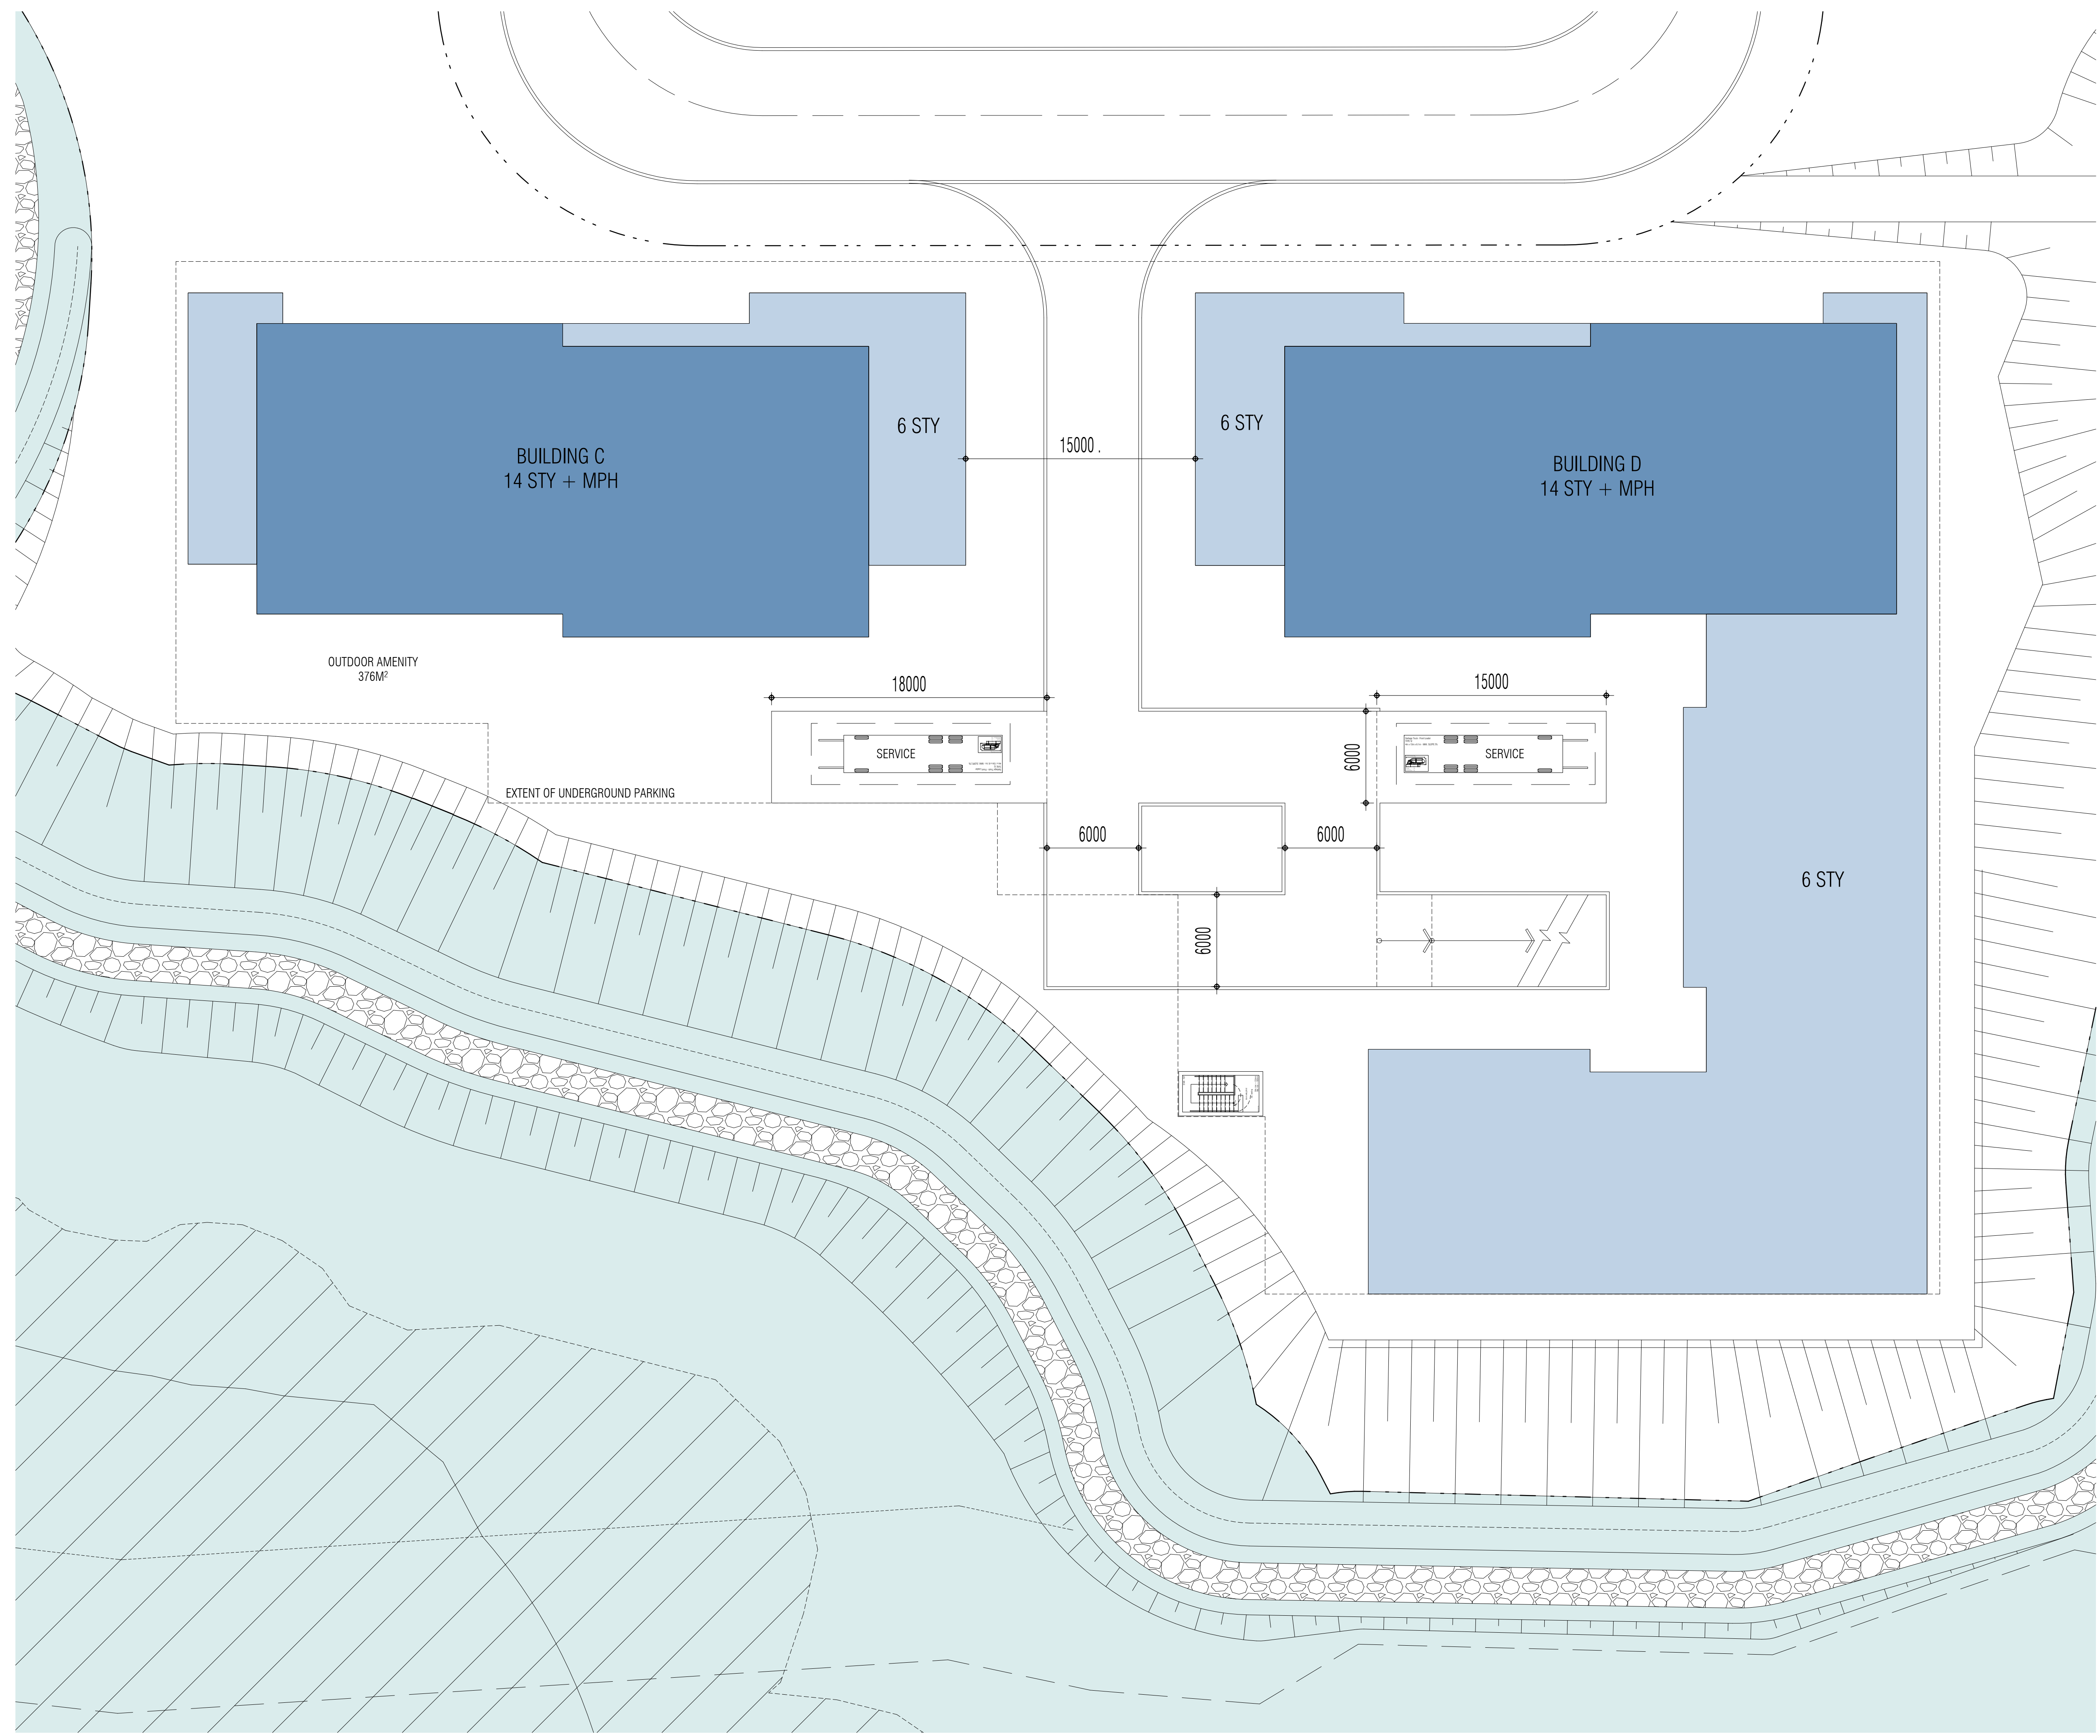 6 STY
6 STY
15000 .
BUILDING C
14 STY + MPH
BUILDING D
14 STY + MPH
OUTDOOR AMENITY
376M²
18000
15000
SERVICE
6000
SERVICE
EXTENT OF UNDERGROUND PARKING
6000
6000
6 STY
6000